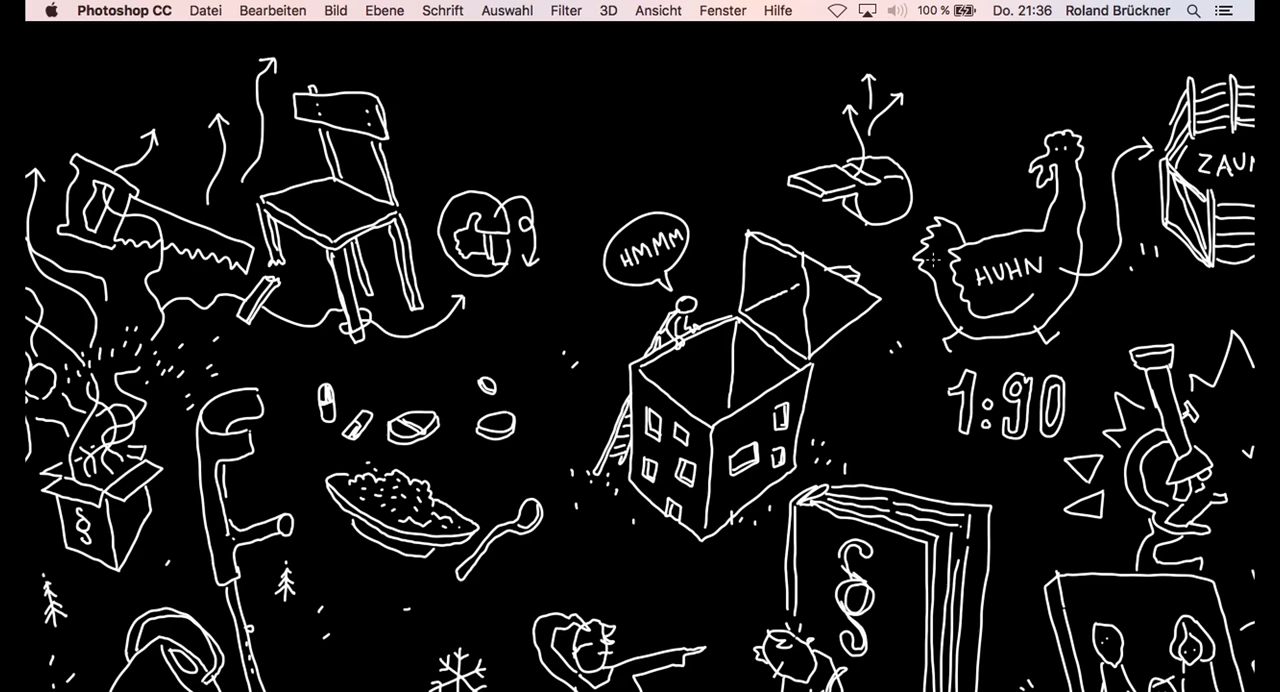 Photoshop CC Datei Bearbeiten Bild Ebene Schrift Auswahl Filter 3D Ansicht Fenster Hilfe 100 % Do. 21:36 Roland Brückner
HMMM
ZAUN
HUHN
1:90
§
§